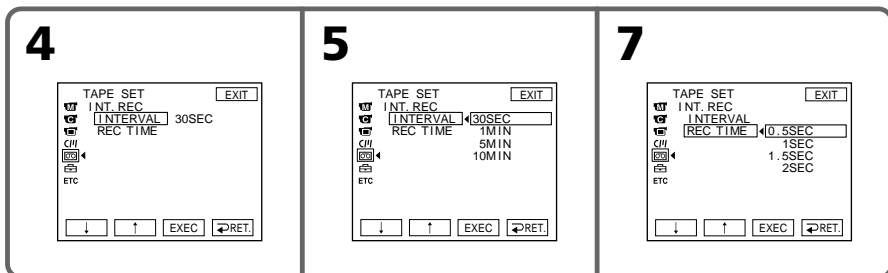 4
TAPE SET EXIT
INT. REC
INTERVAL 30SEC
REC TIME
ETC
↓ ↑ EXEC RET.
5
TAPE SET EXIT
INT. REC
INTERVAL 30SEC
REC TIME 1MIN
5MIN
10MIN
ETC
↓ ↑ EXEC RET.
7
TAPE SET EXIT
INT. REC
INTERVAL
REC TIME 0.5SEC
1SEC
1.5SEC
2SEC
ETC
↓ ↑ EXEC RET.